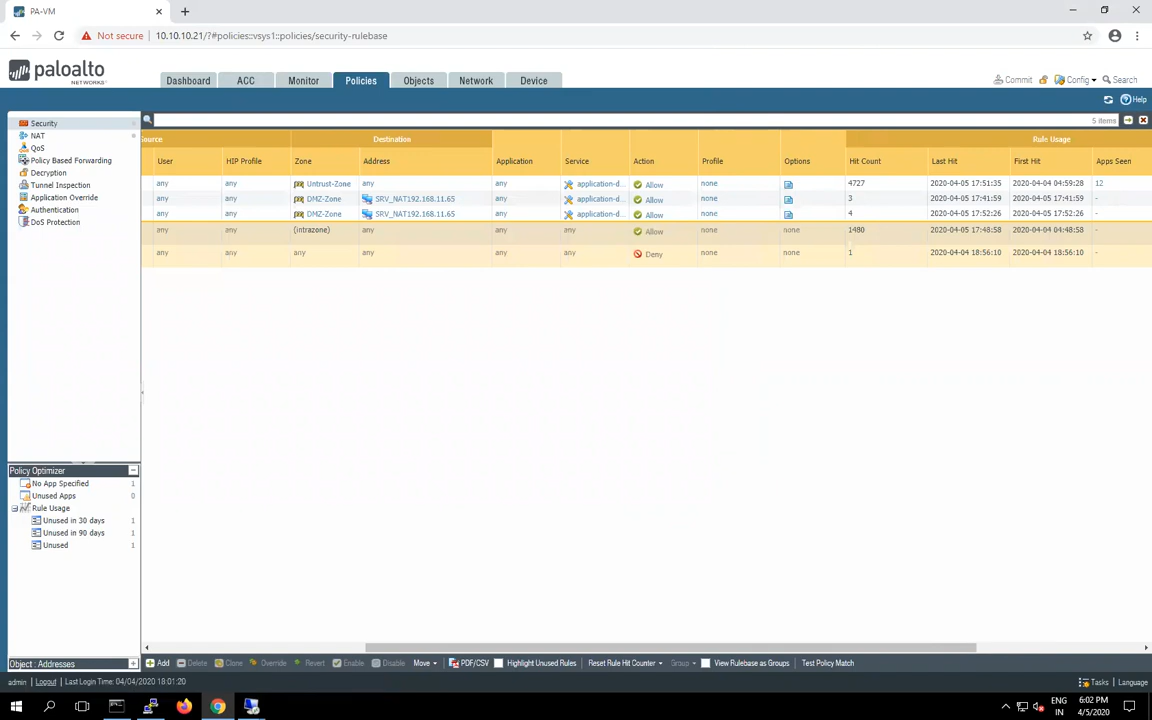 PA-VM
Not secure 10.10.10.21/?#policies::vsys1::policies/security-rulebase
paloalto
NETWORKS
Dashboard ACC Monitor Policies Objects Network Device
Commit Config Search
Help
Security
NAT
QoS
Policy Based Forwarding
Decryption
Tunnel Inspection
Application Override
Authentication
DoS Protection
5 items
Source Destination Rule Usage
User HIP Profile Zone Address Application Service Action Profile Options Hit Count Last Hit First Hit Apps Seen
any any Untrust-Zone any any application-d... Allow none 4727 2020-04-05 17:51:35 2020-04-04 04:59:28 12
any any DMZ-Zone SRV_NAT192.168.11.65 any application-d... Allow none 3 2020-04-05 17:41:59 2020-04-05 17:41:59 -
any any DMZ-Zone SRV_NAT192.168.11.65 any application-d... Allow none 4 2020-04-05 17:52:26 2020-04-05 17:52:26 -
any any (intrazone) any any any Allow none none 1480 2020-04-05 17:48:58 2020-04-04 04:48:58 -
any any any any any any Deny none none 1 2020-04-04 18:56:10 2020-04-04 18:56:10 -
Policy Optimizer
No App Specified 1
Unused Apps 0
Rule Usage
Unused in 30 days 1
Unused in 90 days 1
Unused 1
Object : Addresses
Add Delete Clone Override Revert Enable Disable Move PDF/CSV Highlight Unused Rules Reset Rule Hit Counter Group View Rulebase as Groups Test Policy Match
admin Logout Last Login Time: 04/04/2020 18:01:20
Tasks Language
ENG
IN
6:02 PM
4/5/2020